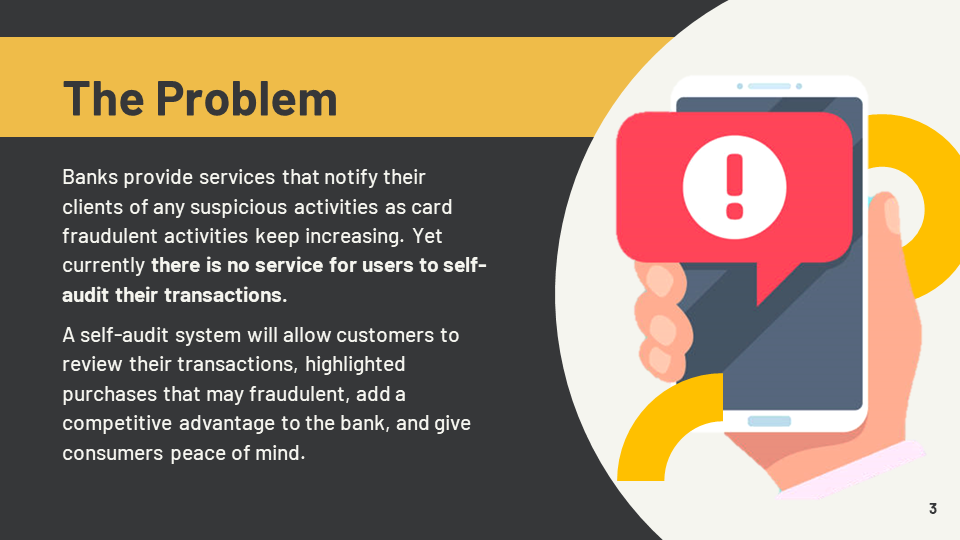 The Problem
Banks provide services that notify their
clients of any suspicious activities as card
fraudulent activities keep increasing. Yet
currently there is no service for users to self-
audit their transactions.
A self-audit system will allow customers to
review their transactions, highlighted
purchases that may fraudulent, add a
competitive advantage to the bank, and give
consumers peace of mind.
3